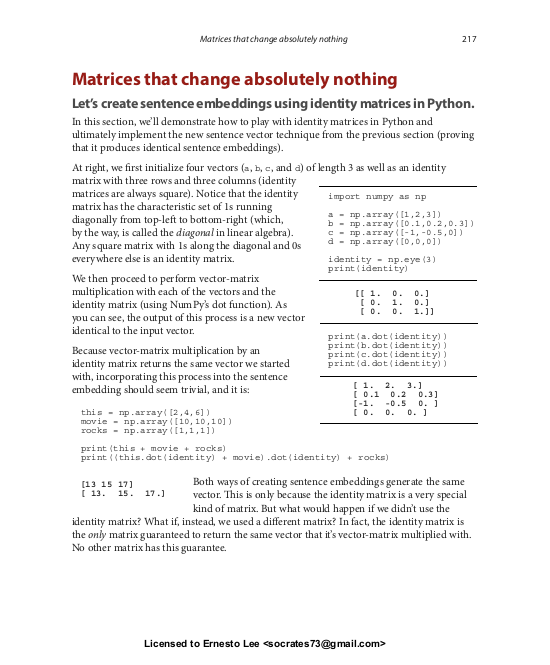 Matrices that change absolutely nothing 217
Matrices that change absolutely nothing
Let's create sentence embeddings using identity matrices in Python.
In this section, we'll demonstrate how to play with identity matrices in Python and
ultimately implement the new sentence vector technique from the previous section (proving
that it produces identical sentence embeddings).
At right, we first initialize four vectors (a, b, c, and d) of length 3 as well as an identity
matrix with three rows and three columns (identity
matrices are always square). Notice that the identity
matrix has the characteristic set of 1s running
diagonally from top-left to bottom-right (which,
by the way, is called the diagonal in linear algebra).
Any square matrix with 1s along the diagonal and 0s
everywhere else is an identity matrix.
We then proceed to perform vector-matrix
multiplication with each of the vectors and the
identity matrix (using NumPy's dot function). As
you can see, the output of this process is a new vector
identical to the input vector.
Because vector-matrix multiplication by an
identity matrix returns the same vector we started
with, incorporating this process into the sentence
embedding should seem trivial, and it is:
import numpy as np
a = np.array([1,2,3])
b = np.array([0.1,0.2,0.3])
c = np.array([-1,-0.5,0])
d = np.array([0,0,0])
identity = np.eye(3)
print(identity)
[[ 1. 0. 0.]
[ 0. 1. 0.]
[ 0. 0. 1.]]
print(a.dot(identity))
print(b.dot(identity))
print(c.dot(identity))
print(d.dot(identity))
[ 1. 2. 3.]
[ 0.1 0.2 0.3]
[-1. -0.5 0. ]
[ 0. 0. 0. ]
this = np.array([2,4,6])
movie = np.array([10,10,10])
rocks = np.array([1,1,1])
print(this + movie + rocks)
print((this.dot(identity) + movie).dot(identity) + rocks)
[13 15 17]
[ 13. 15. 17.]
Both ways of creating sentence embeddings generate the same
vector. This is only because the identity matrix is a very special
kind of matrix. But what would happen if we didn't use the
identity matrix? What if, instead, we used a different matrix? In fact, the identity matrix is
the only matrix guaranteed to return the same vector that it's vector-matrix multiplied with.
No other matrix has this guarantee.
Licensed to Ernesto Lee <socrates73@gmail.com>